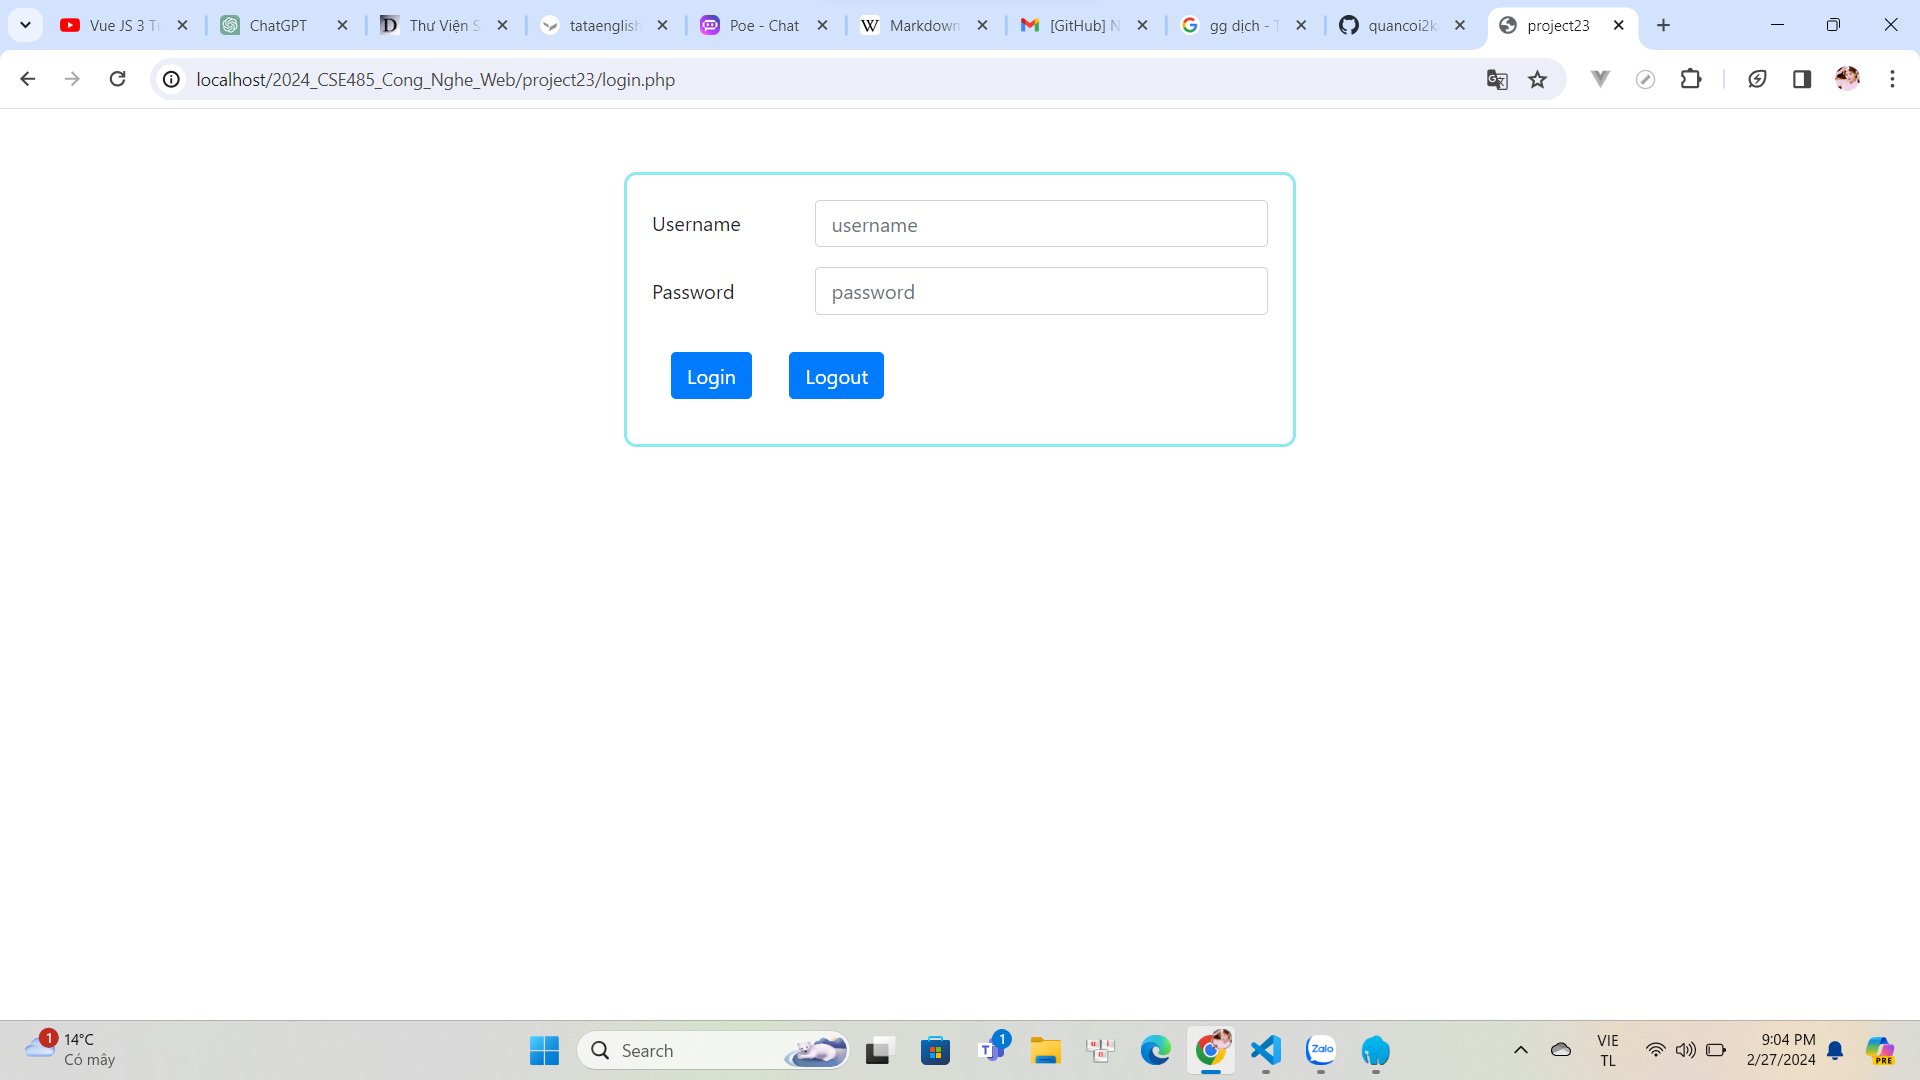 Vue JS 3 Tu
ChatGPT
Thư Viện S
tataenglish
Poe - Chat
Markdown
[GitHub] N
gg dịch - T
quancoi2k
project23
localhost/2024_CSE485_Cong_Nghe_Web/project23/login.php
Username
username
Password
password
Login
Logout
1
14°C
Có mây
Search
1
Zalo
VIE
TL
9:04 PM
2/27/2024
PRE